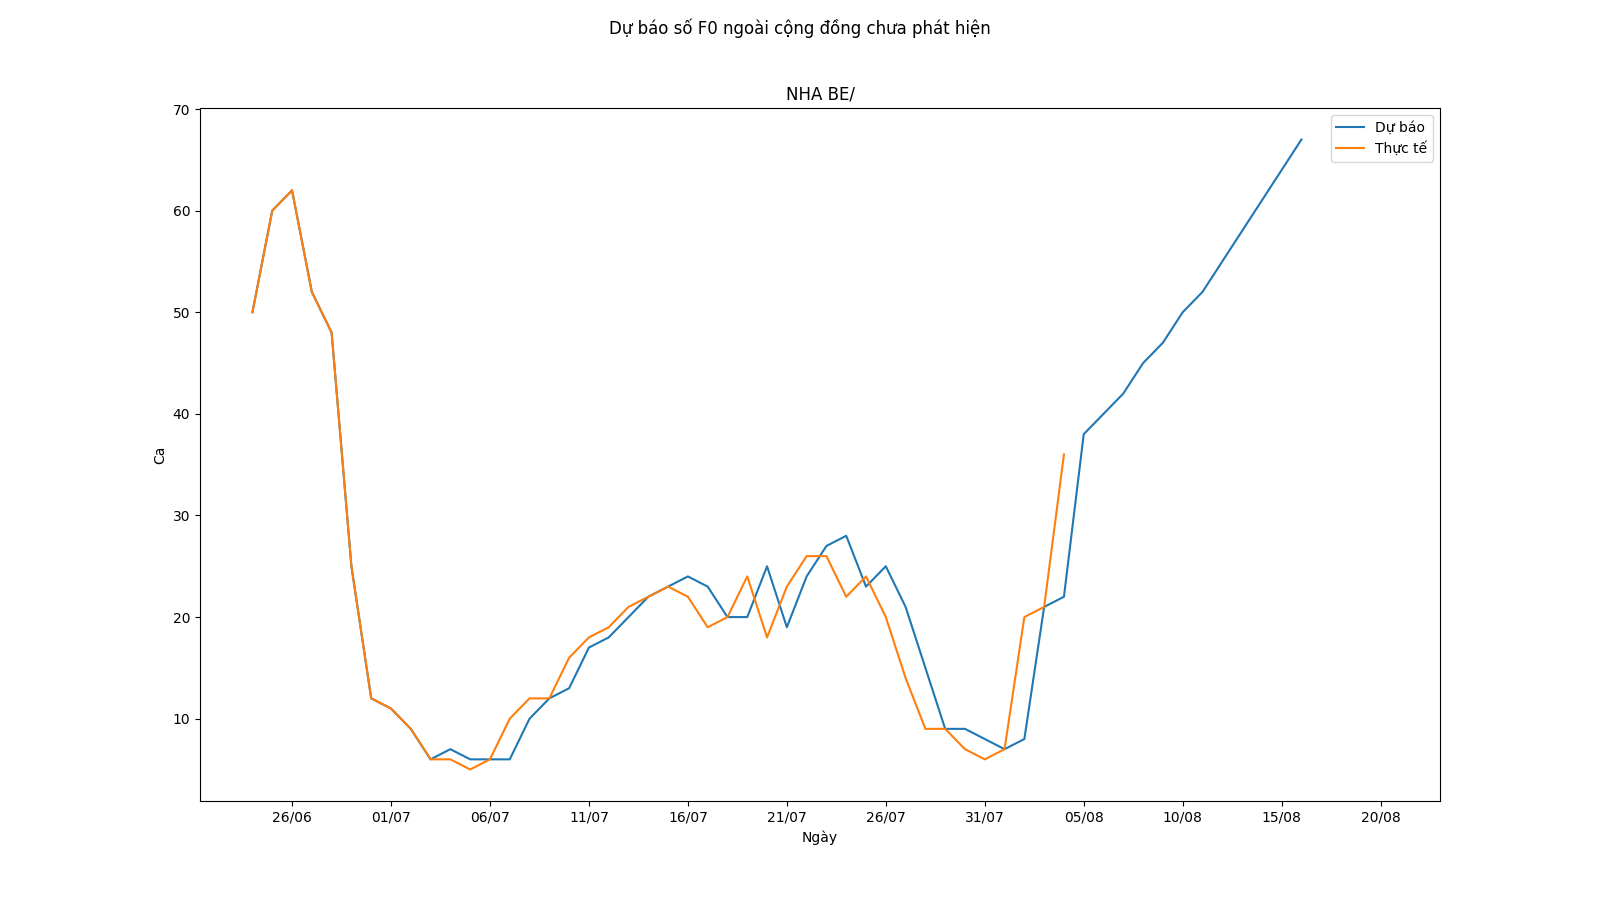 Dự báo số F0 ngoài cộng đồng chưa phát hiện
NHA BE/
Dự báo
Thực tế
70
60
50
40
30
20
10
Ca
26/06 01/07 06/07 11/07 16/07 21/07 26/07 31/07 05/08 10/08 15/08 20/08
Ngày